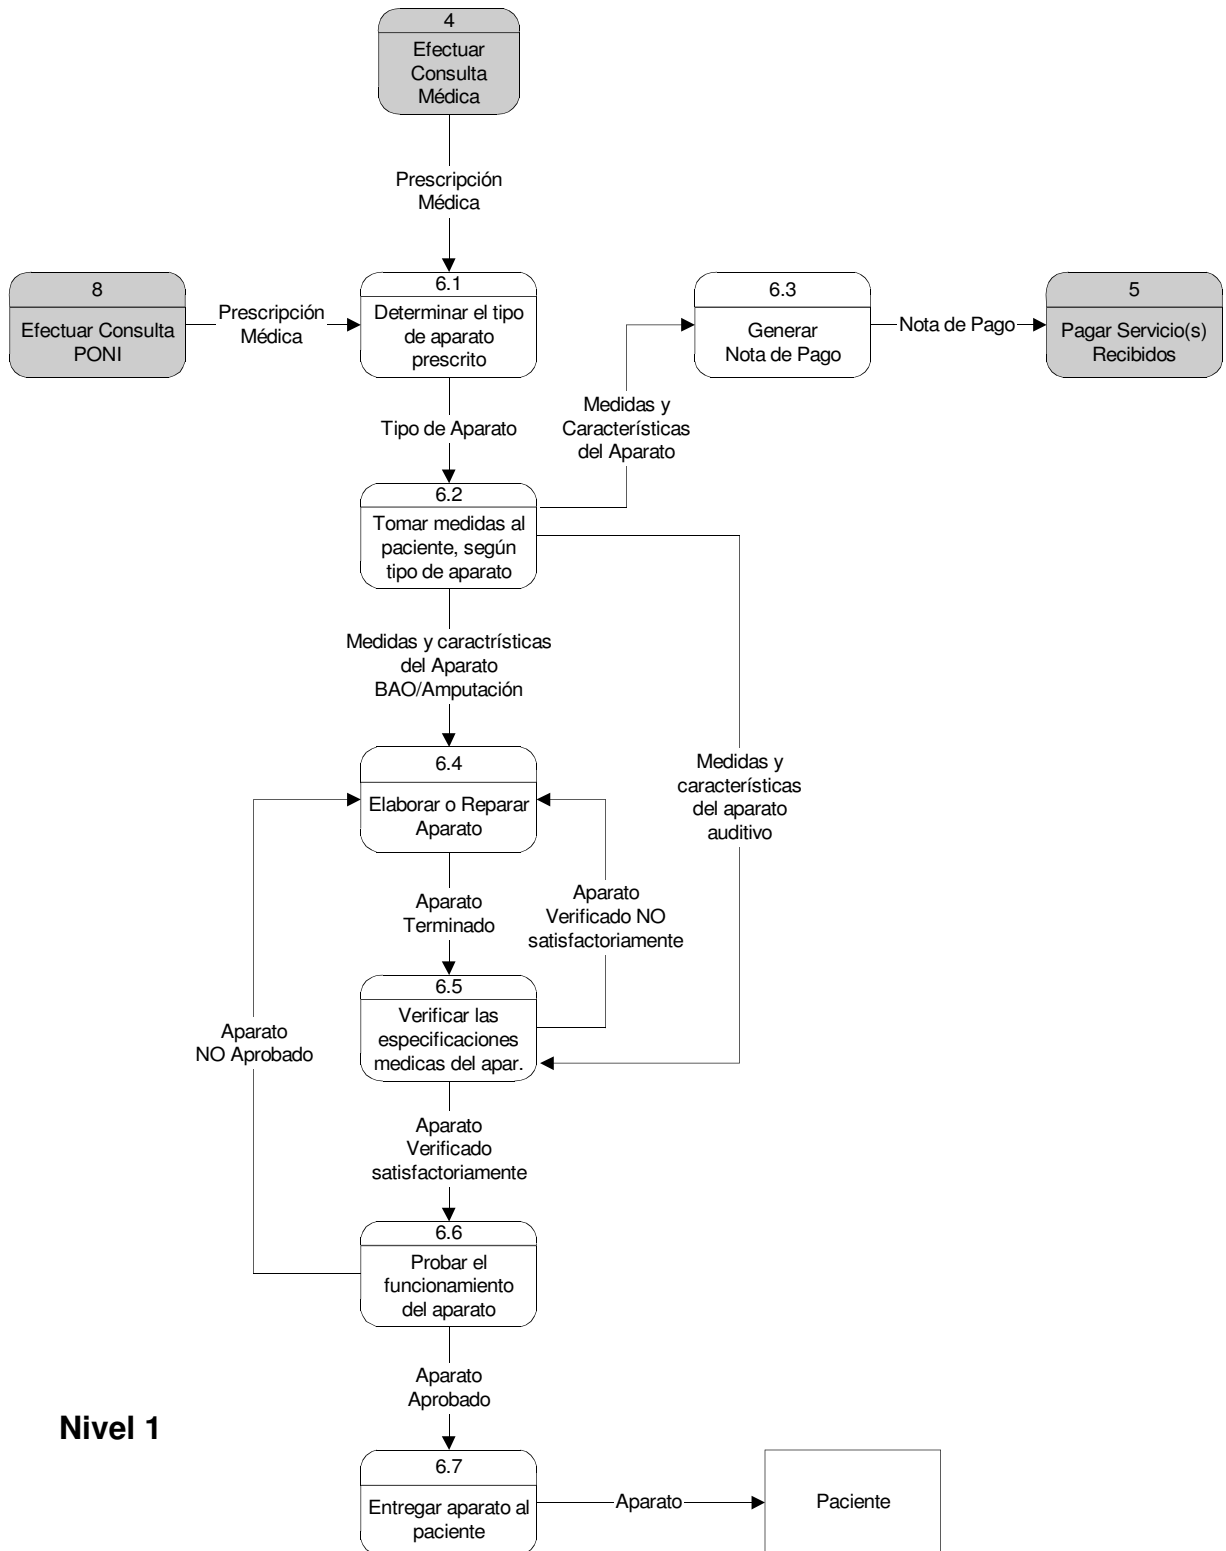 4
Efectuar
Consulta
Médica
Prescripción
Médica
8
Efectuar Consulta
PONI
Prescripción
Médica
6.1
Determinar el tipo
de aparato
prescrito
6.3
Generar
Nota de Pago
Nota de Pago
5
Pagar Servicio(s)
Recibidos
Tipo de Aparato
Medidas y
Características
del Aparato
6.2
Tomar medidas al
paciente, según
tipo de aparato
Medidas y caractrísticas
del Aparato
BAO/Amputación
6.4
Elaborar o Reparar
Aparato
Medidas y
características
del aparato
auditivo
Aparato
Terminado
Aparato
Verificado NO
satisfactoriamente
6.5
Verificar las
especificaciones
medicas del apar.
Aparato
NO Aprobado
Aparato
Verificado
satisfactoriamente
6.6
Probar el
funcionamiento
del aparato
Aparato
Aprobado
Nivel 1
6.7
Entregar aparato al
paciente
Aparato
Paciente